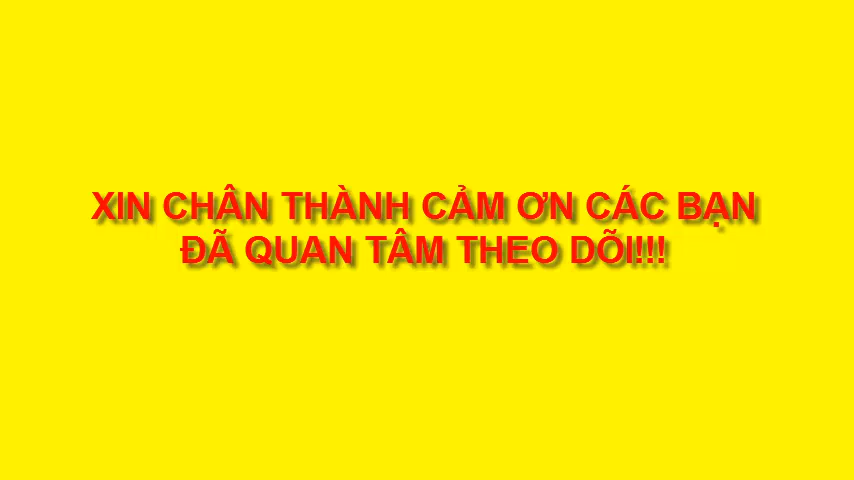 XIN CHÂN THÀNH CẢM ƠN CÁC BẠN
ĐÃ QUAN TÂM THEO DÕI!!!